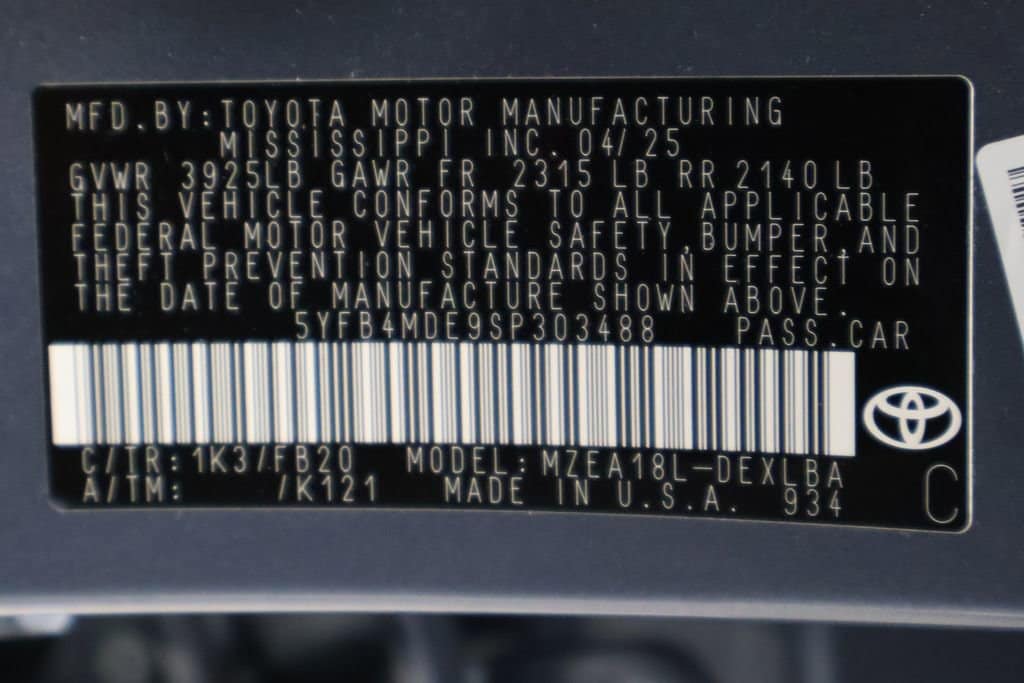 MFD.BY:TOYOTA MOTOR MANUFACTURING
MISSISSIPPI INC. 04/25
GVWR 3925LB GAWR FR 2315 LB RR 2140 LB
THIS VEHICLE CONFORMS TO ALL APPLICABLE
FEDERAL MOTOR VEHICLE SAFETY,BUMPER,AND
THEFT PREVENTION STANDARDS IN EFFECT ON
THE DATE OF MANUFACTURE SHOWN ABOVE.
5YFB4MDE9SP303488 PASS.CAR
C/TR: 1K3/FB20 MODEL: MZEA18L-DEXLBA
A/TM: /K121 MADE IN U.S.A. 934
C